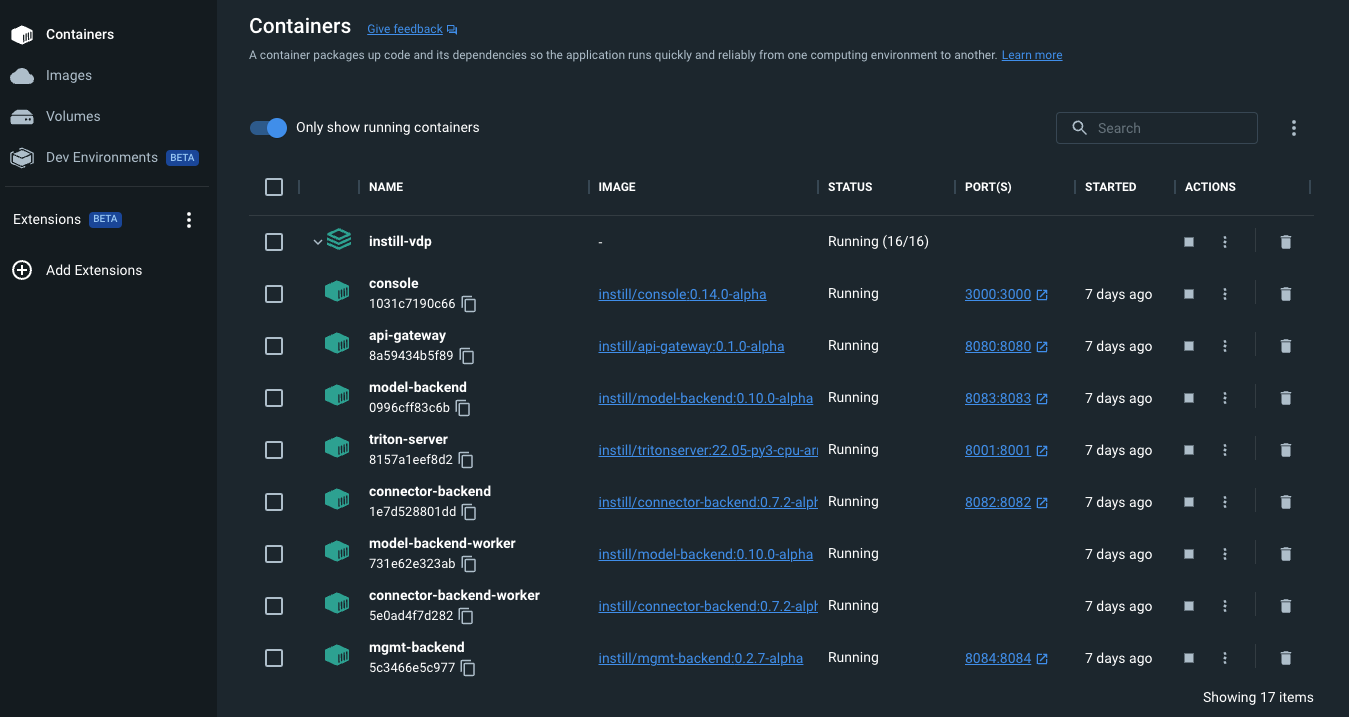 Containers
Images
Volumes
Dev Environments BETA
Extensions BETA
Add Extensions
Containers Give feedback
A container packages up code and its dependencies so the application runs quickly and reliably from one computing environment to another. Learn more
Only show running containers
Search
NAME IMAGE STATUS PORT(S) STARTED ACTIONS
instill-vdp - Running (16/16)
console
1031c7190c66 instill/console:0.14.0-alpha Running 3000:3000 7 days ago
api-gateway
8a59434b5f89 instill/api-gateway:0.1.0-alpha Running 8080:8080 7 days ago
model-backend
0996cff83c6b instill/model-backend:0.10.0-alpha Running 8083:8083 7 days ago
triton-server
8157a1eef8d2 instill/tritonserver:22.05-py3-cpu-arm Running 8001:8001 7 days ago
connector-backend
1e7d528801dd instill/connector-backend:0.7.2-alph Running 8082:8082 7 days ago
model-backend-worker
731e62e323ab instill/model-backend:0.10.0-alpha Running 7 days ago
connector-backend-worker
5e0ad4f7d282 instill/connector-backend:0.7.2-alph Running 7 days ago
mgmt-backend
5c3466e5c977 instill/mgmt-backend:0.2.7-alpha Running 8084:8084 7 days ago
Showing 17 items